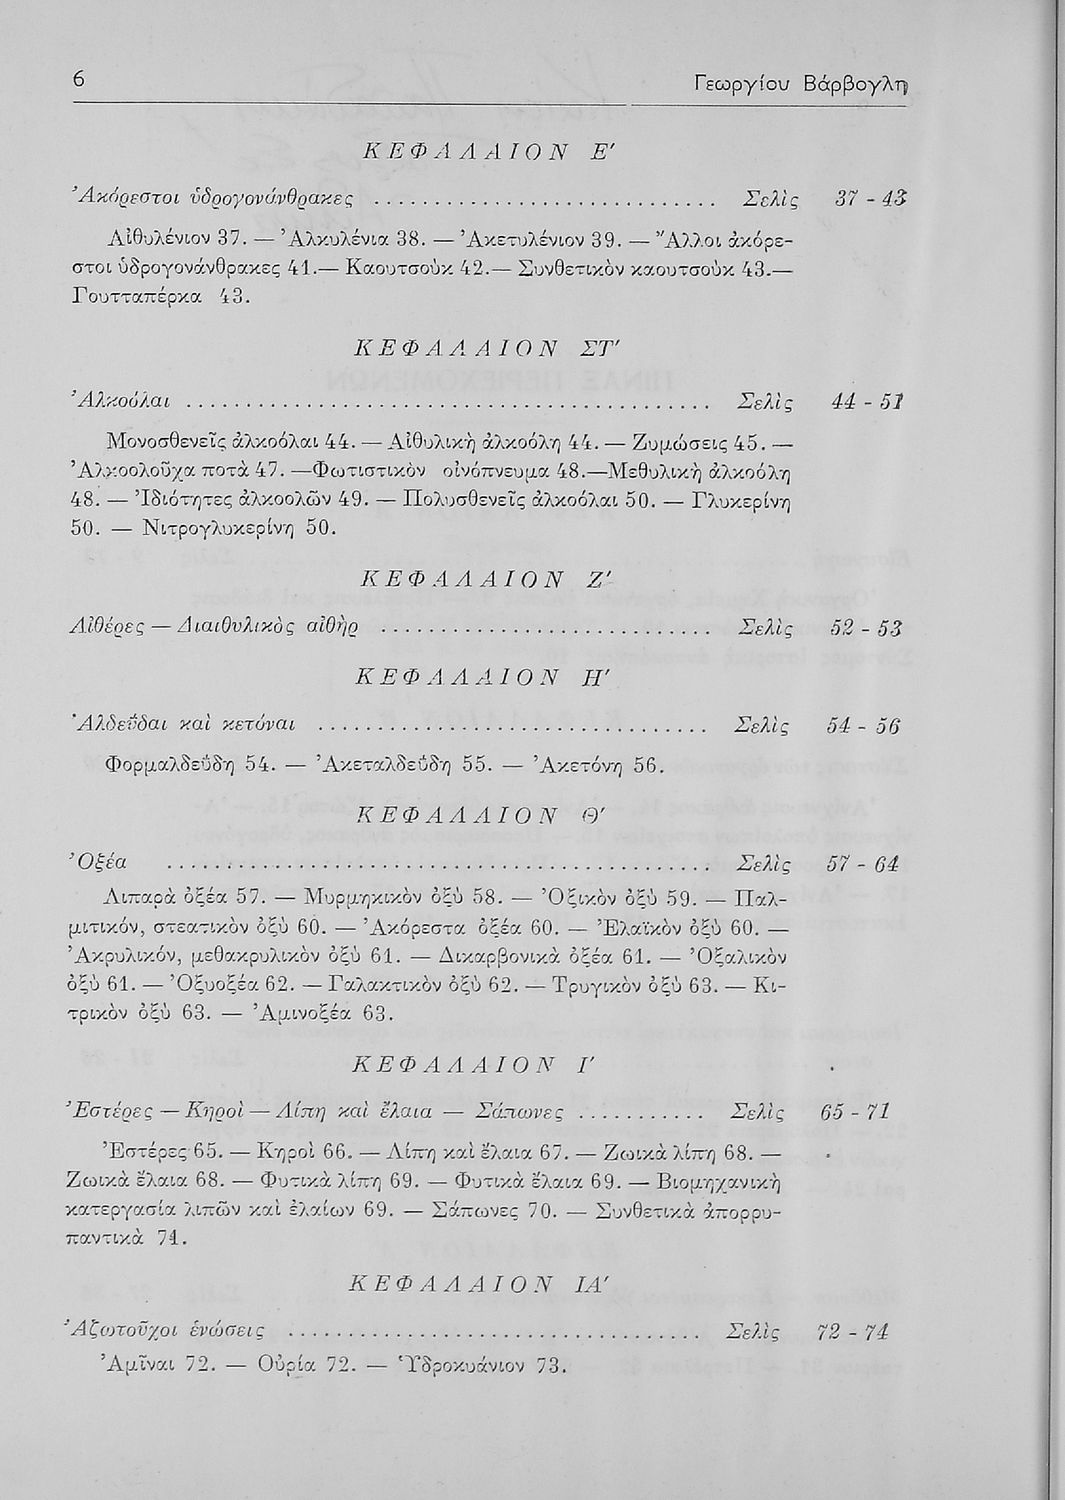 6 Γεωργίου Βάρβογλη
ΚΕΦΑΛΑΙΟΝ Ε'
Ἀκόρεστοι ὑδρογονάνθρακες ........................ Σελὶς 37 - 43
Αἰθυλένιον 37. — Ἀλκυλένια 38. — Ἀκετυλένιον 39. — Ἄλλοι ἀκόρε-
στοι ὑδρογονάνθρακες 41.— Καουτσοὺκ 42.— Συνθετικὸν καουτσοὺκ 43.—
Γουτταπέρκα 43.
ΚΕΦΑΛΑΙΟΝ ΣΤ'
Ἀλκοόλαι ..................................... Σελὶς 44 - 51
Μονοσθενεῖς ἀλκοόλαι 44. — Αἰθυλικὴ ἀλκοόλη 44. — Ζυμώσεις 45. —
Ἀλκοολοῦχα ποτὰ 47. —Φωτιστικὸν οἰνόπνευμα 48.—Μεθυλικὴ ἀλκοόλη
48. — Ἰδιότητες ἀλκοολῶν 49. — Πολυσθενεῖς ἀλκοόλαι 50. — Γλυκερίνη
50. — Νιτρογλυκερίνη 50.
ΚΕΦΑΛΑΙΟΝ Ζ'
Αἰθέρες — Διαιθυλικὸς αἰθὴρ ....................... Σελὶς 52 - 53
ΚΕΦΑΛΑΙΟΝ Η'
Ἀλδεΰδαι καὶ κετόναι ........................... Σελὶς 54 - 56
Φορμαλδεΰδη 54. — Ἀκεταλδεΰδη 55. — Ἀκετόνη 56.
ΚΕΦΑΛΑΙΟΝ Θ'
Ὀξέα ....................................... Σελὶς 57 - 64
Λιπαρὰ ὀξέα 57. — Μυρμηκικὸν ὀξὺ 58. — Ὀξικὸν ὀξὺ 59. — Παλ-
μιτικόν, στεατικὸν ὀξὺ 60. — Ἀκόρεστα ὀξέα 60. — Ἐλαϊκὸν ὀξὺ 60. —
Ἀκρυλικόν, μεθακρυλικὸν ὀξὺ 61. — Δικαρβονικὰ ὀξέα 61. — Ὀξαλικὸν
ὀξὺ 61. — Ὀξυοξέα 62. — Γαλακτικὸν ὀξὺ 62. — Τρυγικὸν ὀξὺ 63. — Κι-
τρικὸν ὀξὺ 63. — Ἀμινοξέα 63.
ΚΕΦΑΛΑΙΟΝ Ι'
Ἐστέρες — Κηροὶ — Λίπη καὶ ἔλαια — Σάπωνες ......... Σελὶς 65 - 71
Ἐστέρες 65. — Κηροὶ 66. — Λίπη καὶ ἔλαια 67. — Ζωικὰ λίπη 68. —
Ζωικὰ ἔλαια 68. — Φυτικὰ λίπη 69. — Φυτικὰ ἔλαια 69. — Βιομηχανικὴ
κατεργασία λιπῶν καὶ ἐλαίων 69. — Σάπωνες 70. — Συνθετικὰ ἀπορρυ-
παντικὰ 71.
ΚΕΦΑΛΑΙΟΝ ΙΑ'
Ἀζωτοῦχοι ἑνώσεις ............................. Σελὶς 72 - 74
Ἀμῖναι 72. — Οὐρία 72. — Ὑδροκυάνιον 73.